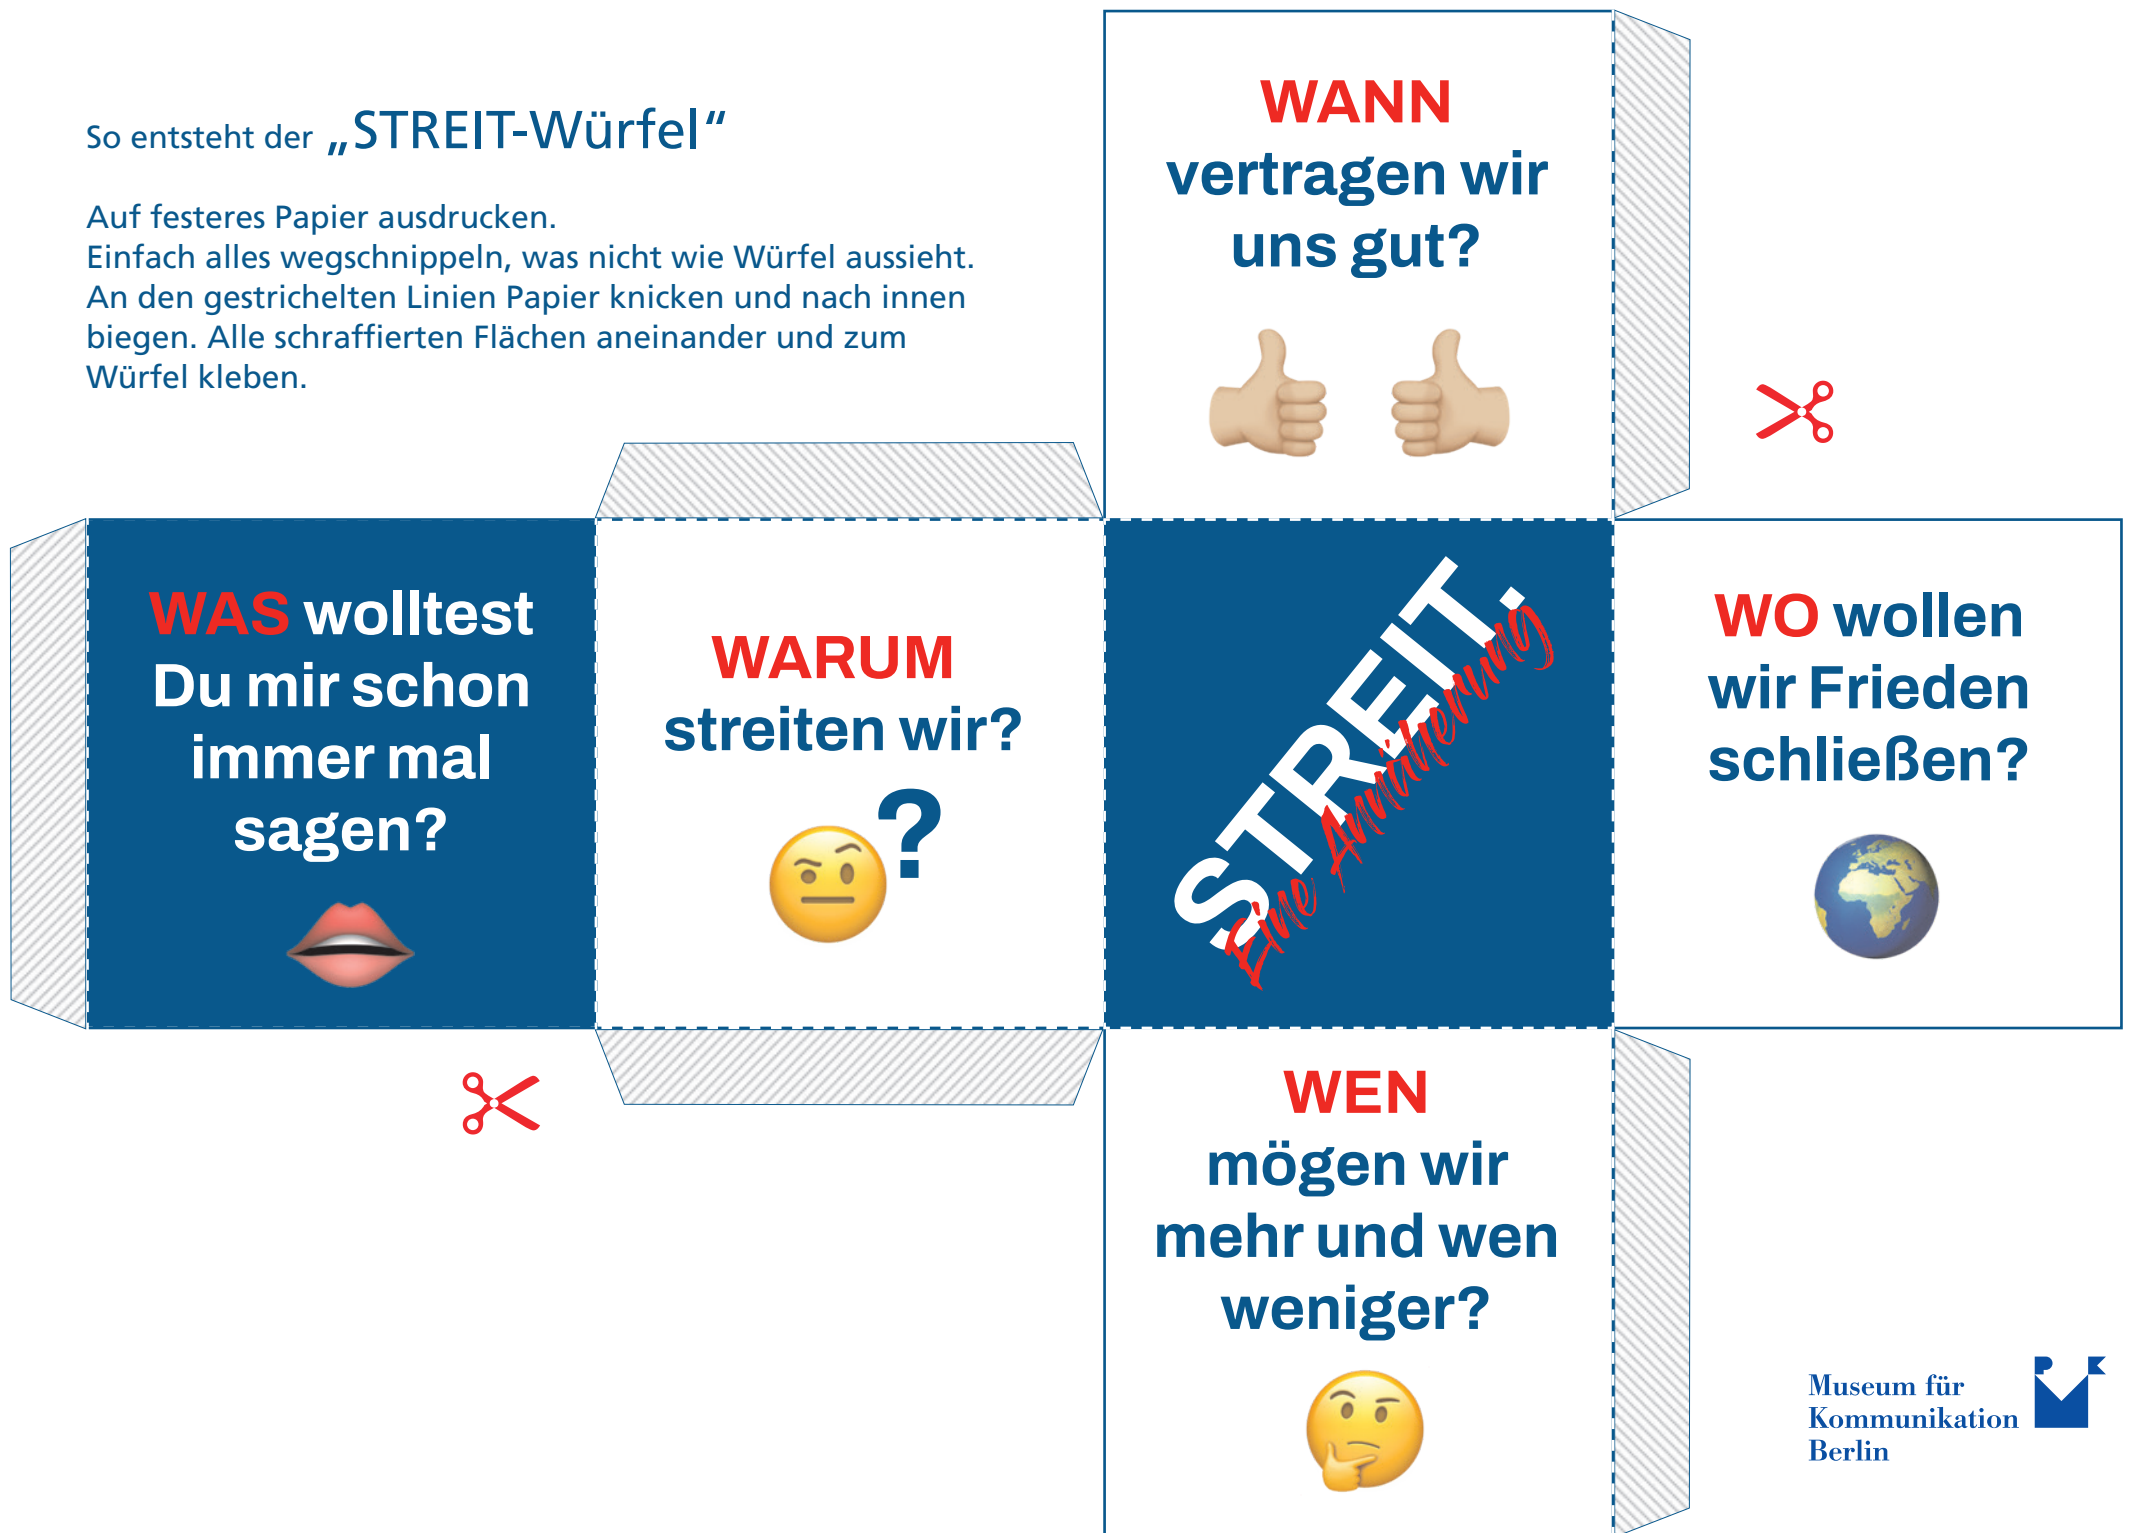 So entsteht der „STREIT-Würfel“
Auf festeres Papier ausdrucken.
Einfach alles wegschnippeln, was nicht wie Würfel aussieht.
An den gestrichelten Linien Papier knicken und nach innen
biegen. Alle schraffierten Flächen aneinander und zum
Würfel kleben.
WANN
vertragen wir
uns gut?
WAS wolltest
Du mir schon
immer mal
sagen?
WARUM
streiten wir?
?
STREIT.
Eine Annäherung
WO wollen
wir Frieden
schließen?
WEN
mögen wir
mehr und wen
weniger?
Museum für
Kommunikation
Berlin